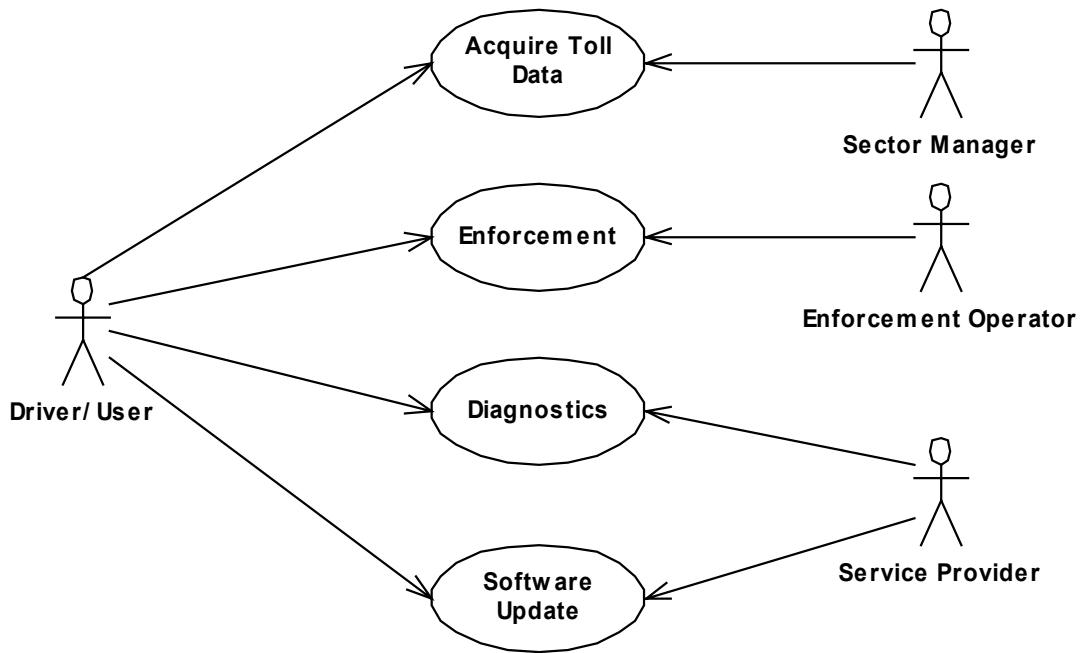 Acquire Toll
Data
Sector Manager
Enforcement
Enforcement Operator
Driver/ User
Diagnostics
Service Provider
Software
Update